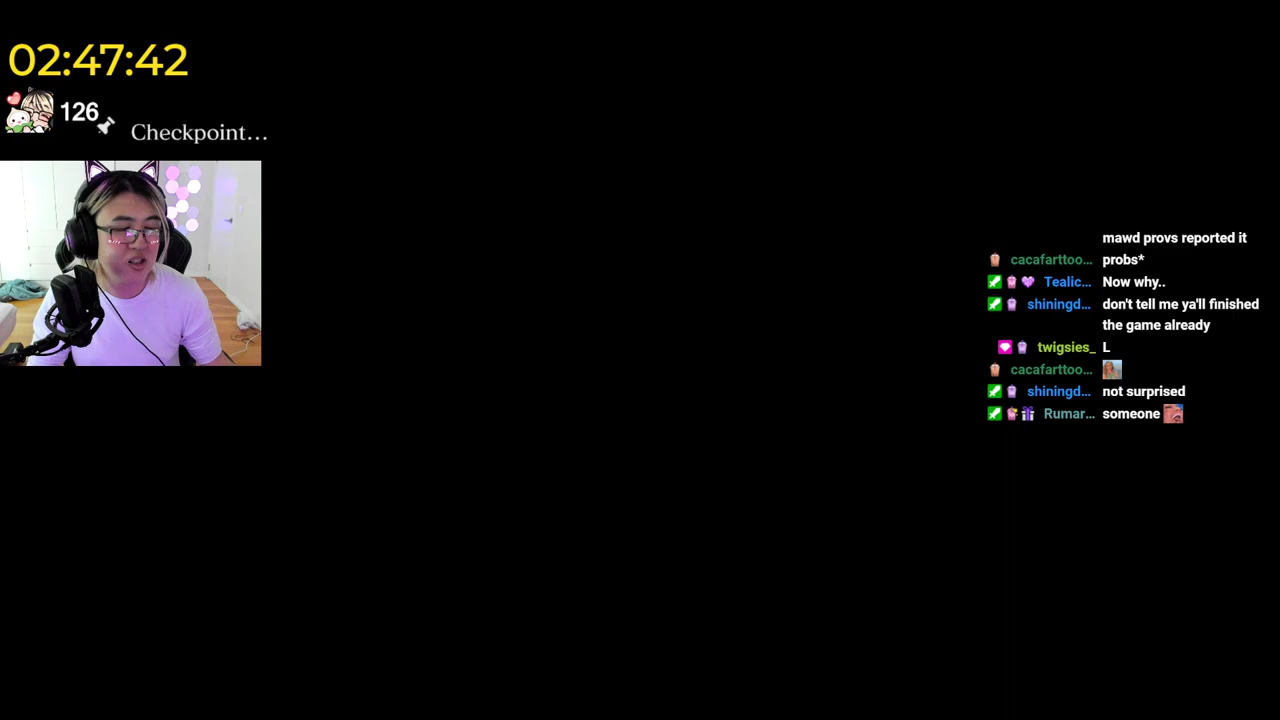 02:47:42
126
Checkpoint...
mawd provs reported it
cacafarttoo... probs*
Tealic... Now why..
shiningd... don't tell me ya'll finished
the game already
twigsies_ L
cacafarttoo...
shiningd... not surprised
Rumar... someone